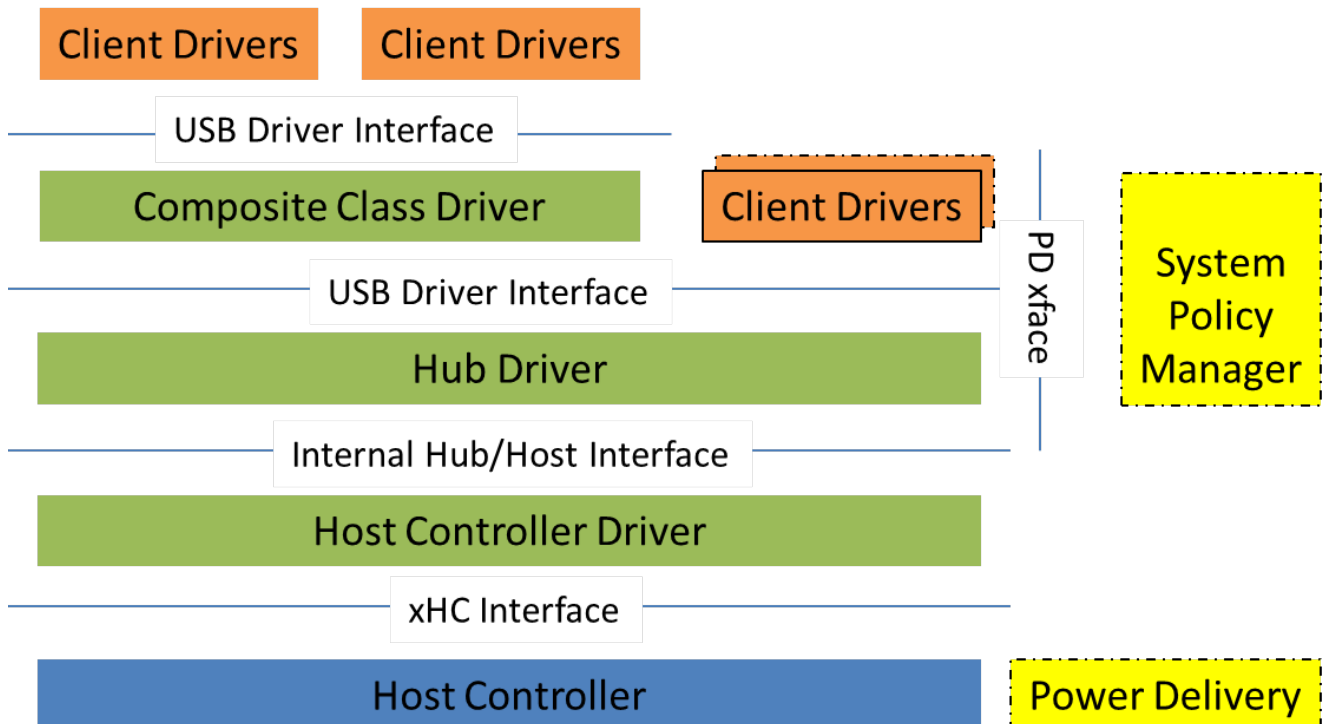 Client Drivers
Client Drivers
USB Driver Interface
Composite Class Driver
Client Drivers
PD xface
System
Policy
Manager
USB Driver Interface
Hub Driver
Internal Hub/Host Interface
Host Controller Driver
xHC Interface
Host Controller
Power Delivery